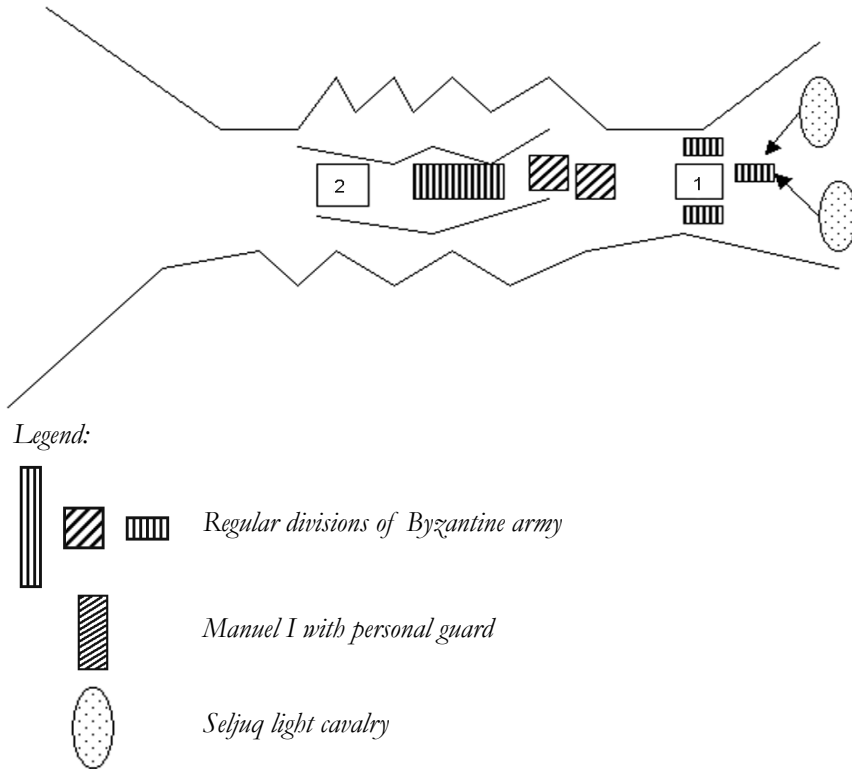 2
1
Legend:
Regular divisions of Byzantine army
Manuel I with personal guard
Seljuq light cavalry